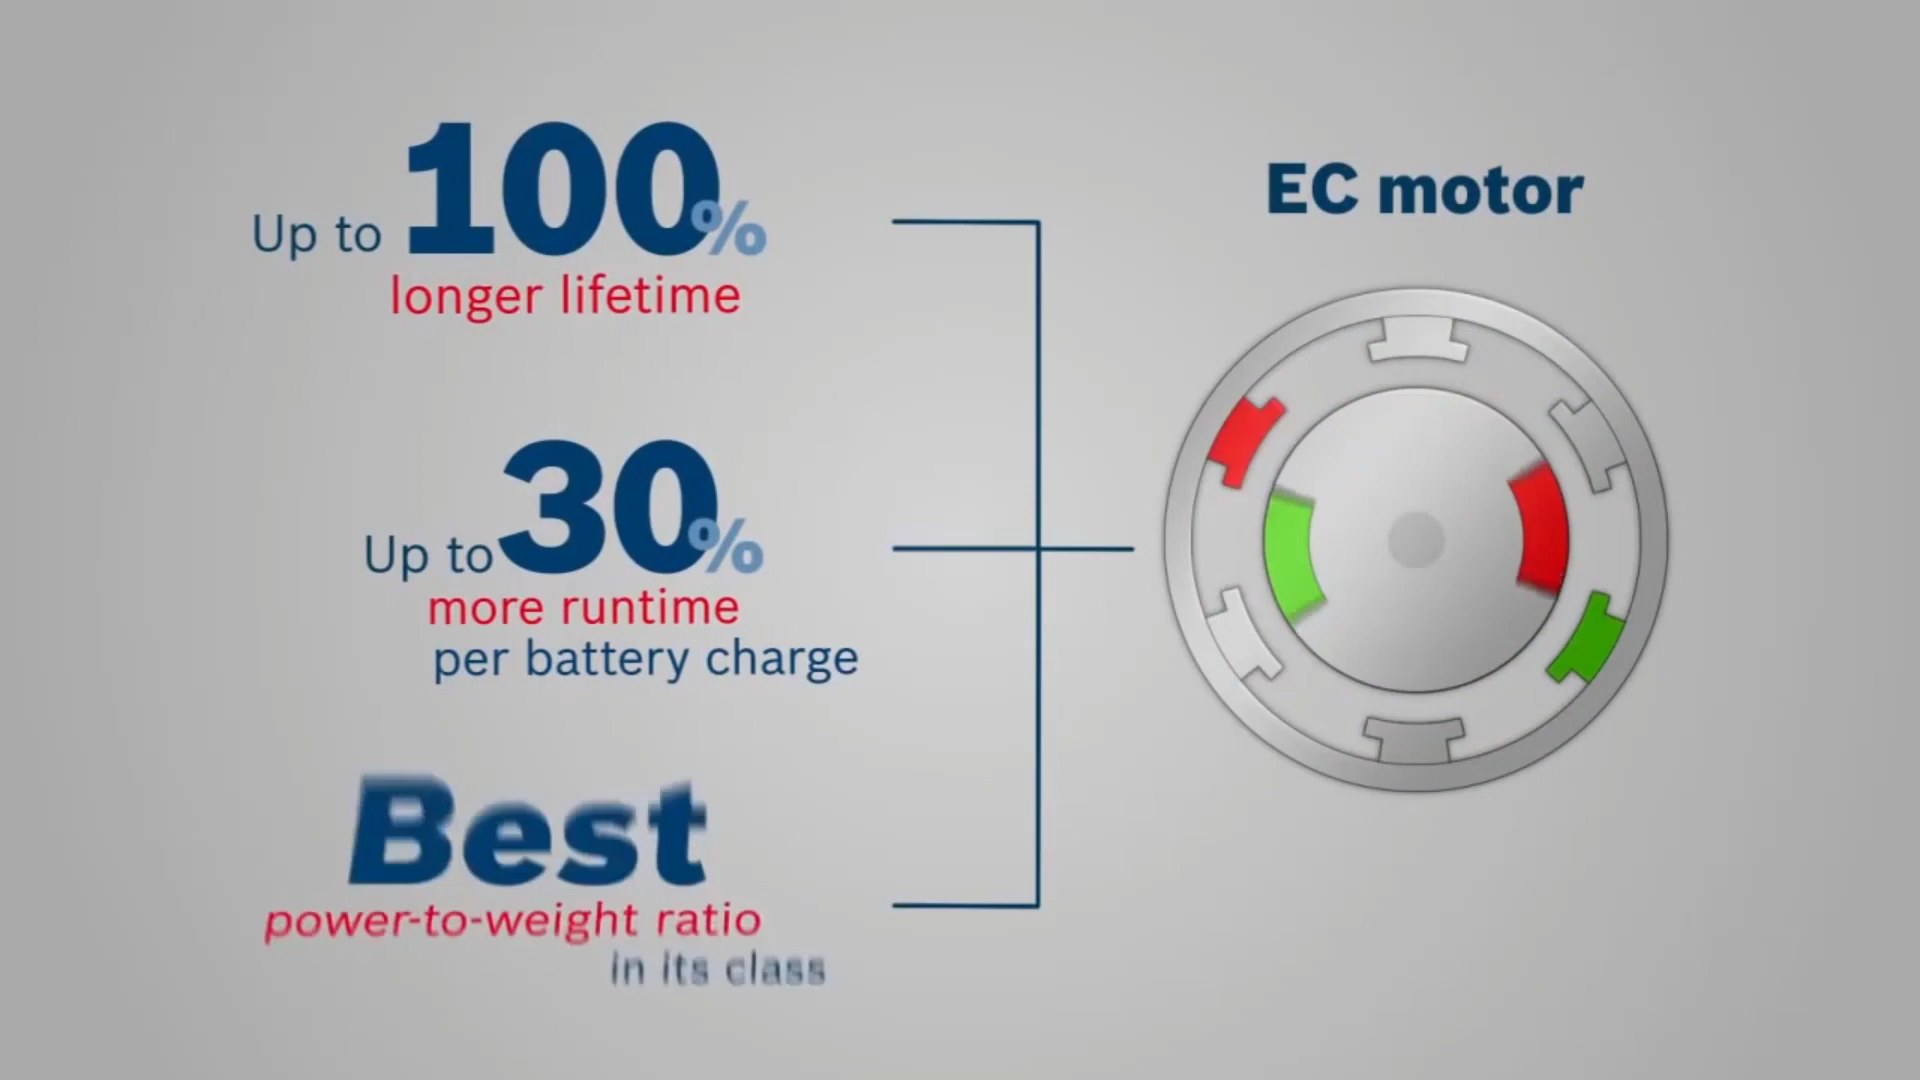 Up to 100%
longer lifetime
Up to 30%
more runtime
per battery charge
Best
power-to-weight ratio
in its class
EC motor